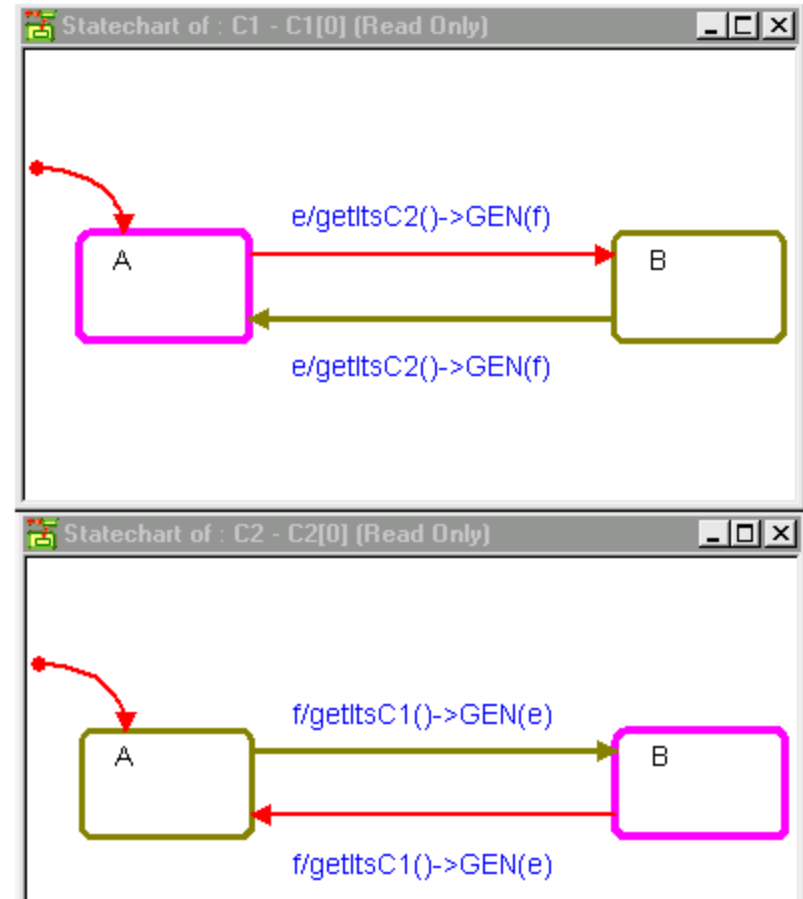 Statechart of : C1 - C1[0] (Read Only)
e/getItsC2()->GEN(f)
A
B
e/getItsC2()->GEN(f)
Statechart of : C2 - C2[0] (Read Only)
f/getItsC1()->GEN(e)
A
B
f/getItsC1()->GEN(e)